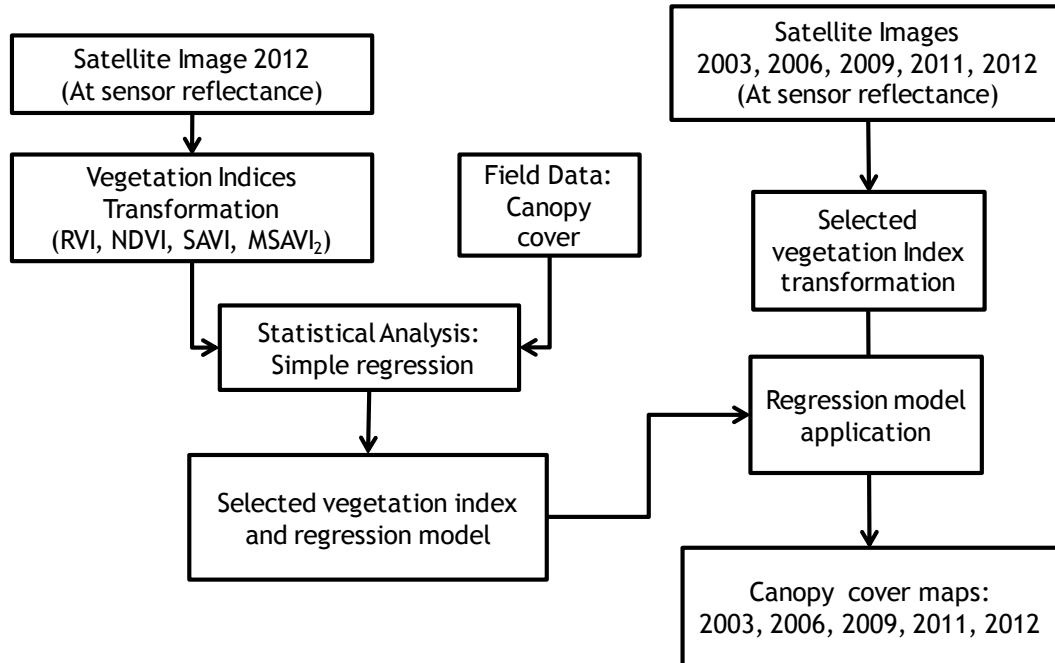 Satellite Image 2012
(At sensor reflectance)
Vegetation Indices
Transformation
(RVI, NDVI, SAVI, MSAVI₂)
Field Data:
Canopy
cover
Statistical Analysis:
Simple regression
Selected vegetation index
and regression model
Satellite Images
2003, 2006, 2009, 2011, 2012
(At sensor reflectance)
Selected
vegetation Index
transformation
Regression model
application
Canopy cover maps:
2003, 2006, 2009, 2011, 2012